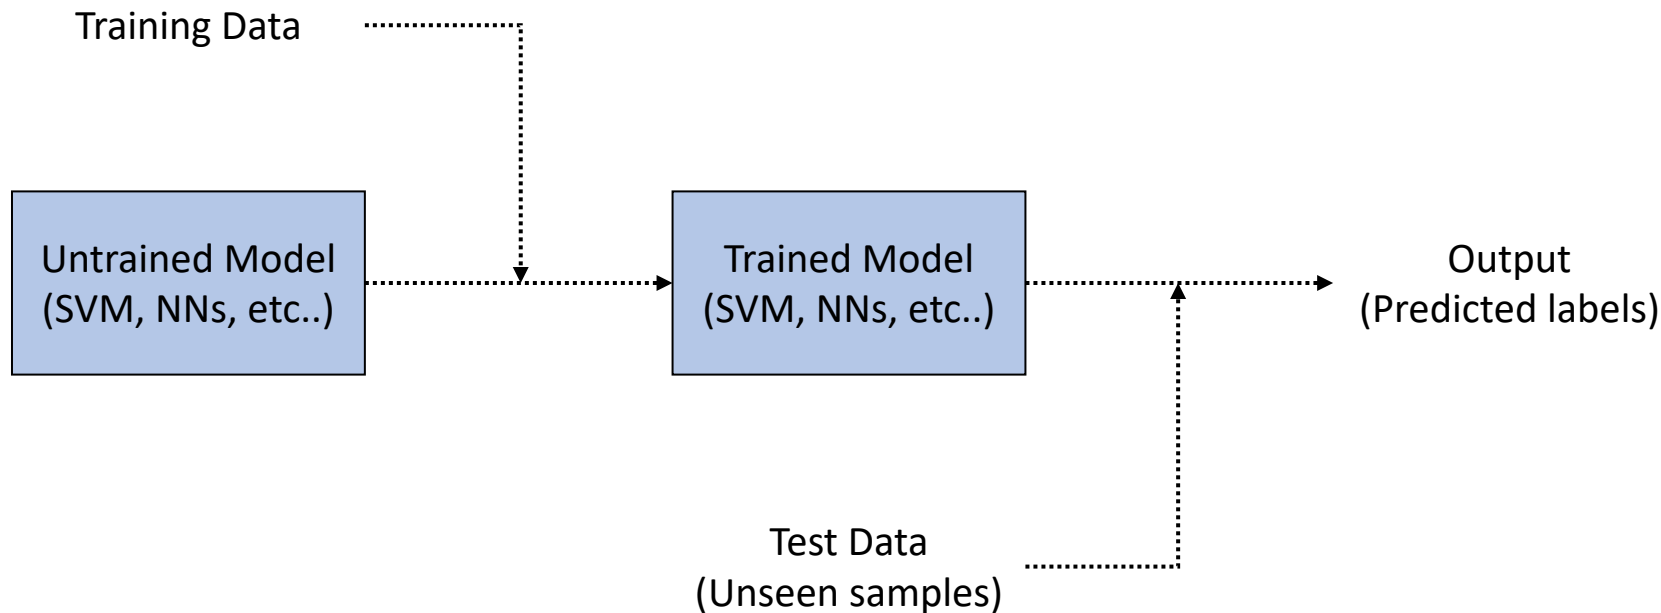 Training Data
Untrained Model
(SVM, NNs, etc..)
Trained Model
(SVM, NNs, etc..)
Output
(Predicted labels)
Test Data
(Unseen samples)